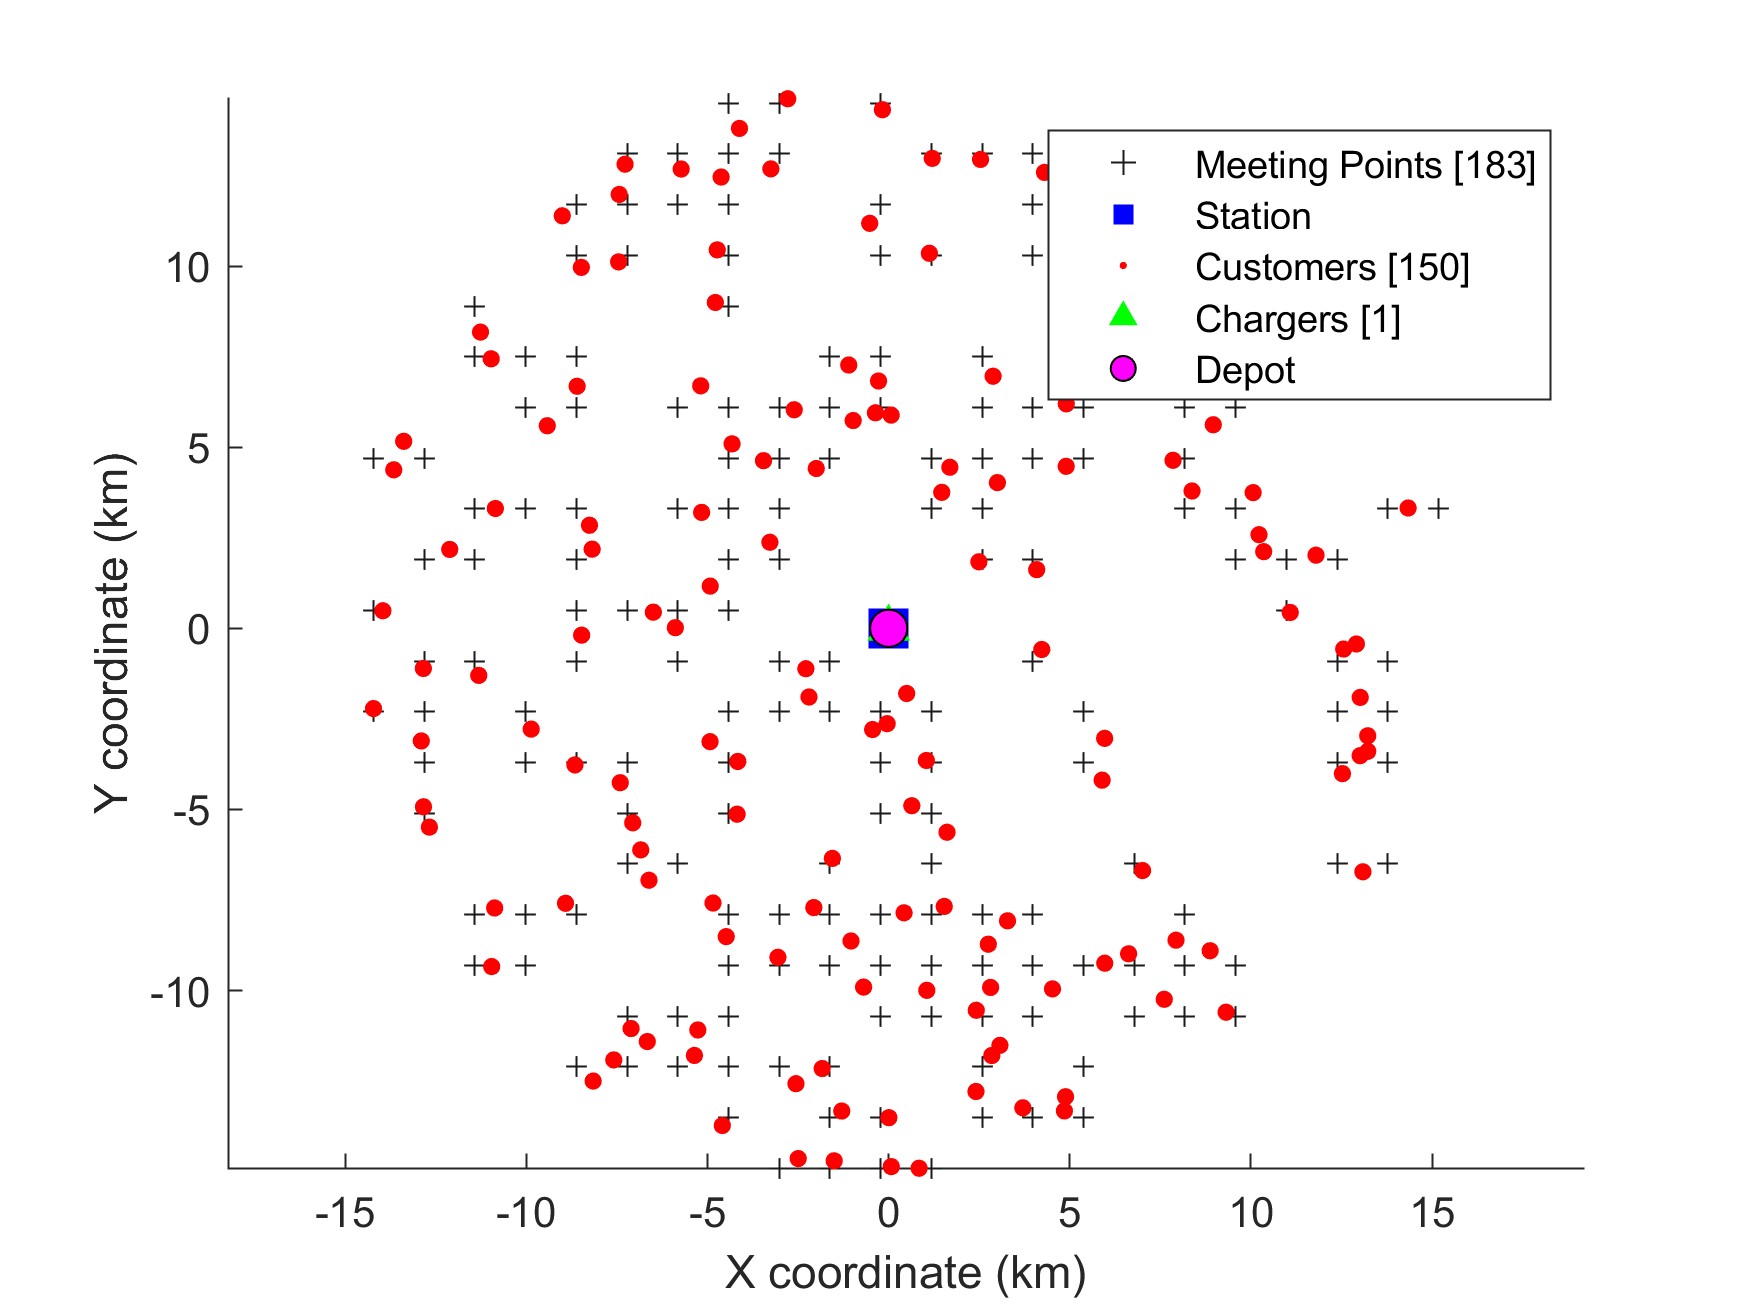 Meeting Points [183]
Station
Customers [150]
Chargers [1]
Depot
10
5
0
-5
-10
Y coordinate (km)
-15 -10 -5 0 5 10 15
X coordinate (km)